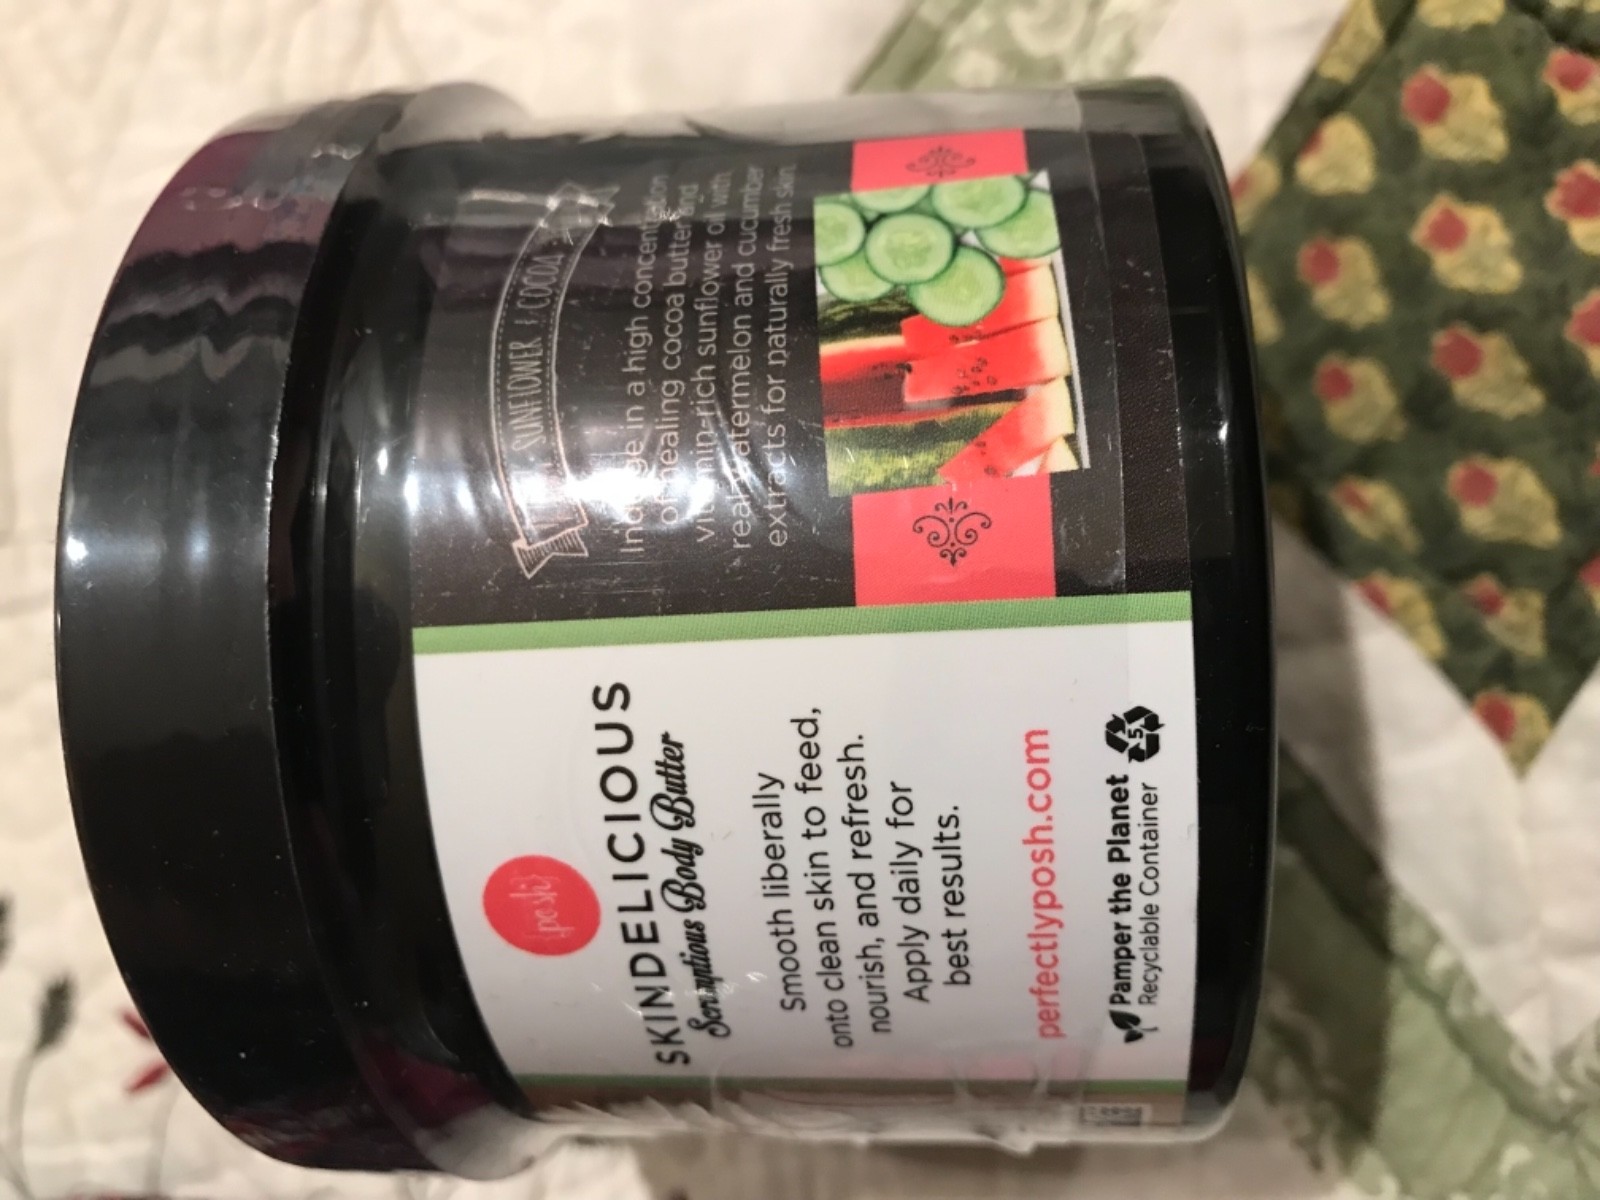 SUNFLOWER & COCOA
Indulge in a high concentration
of healing cocoa butter and
vitamin-rich sunflower oil with
real watermelon and cucumber
extracts for naturally fresh skin.
{posh}
SKINDELICIOUS
Scrumptious Body Butter
Smooth liberally
onto clean skin to feed,
nourish, and refresh.
Apply daily for
best results.
perfectlyposh.com
Pamper the Planet
Recyclable Container
5